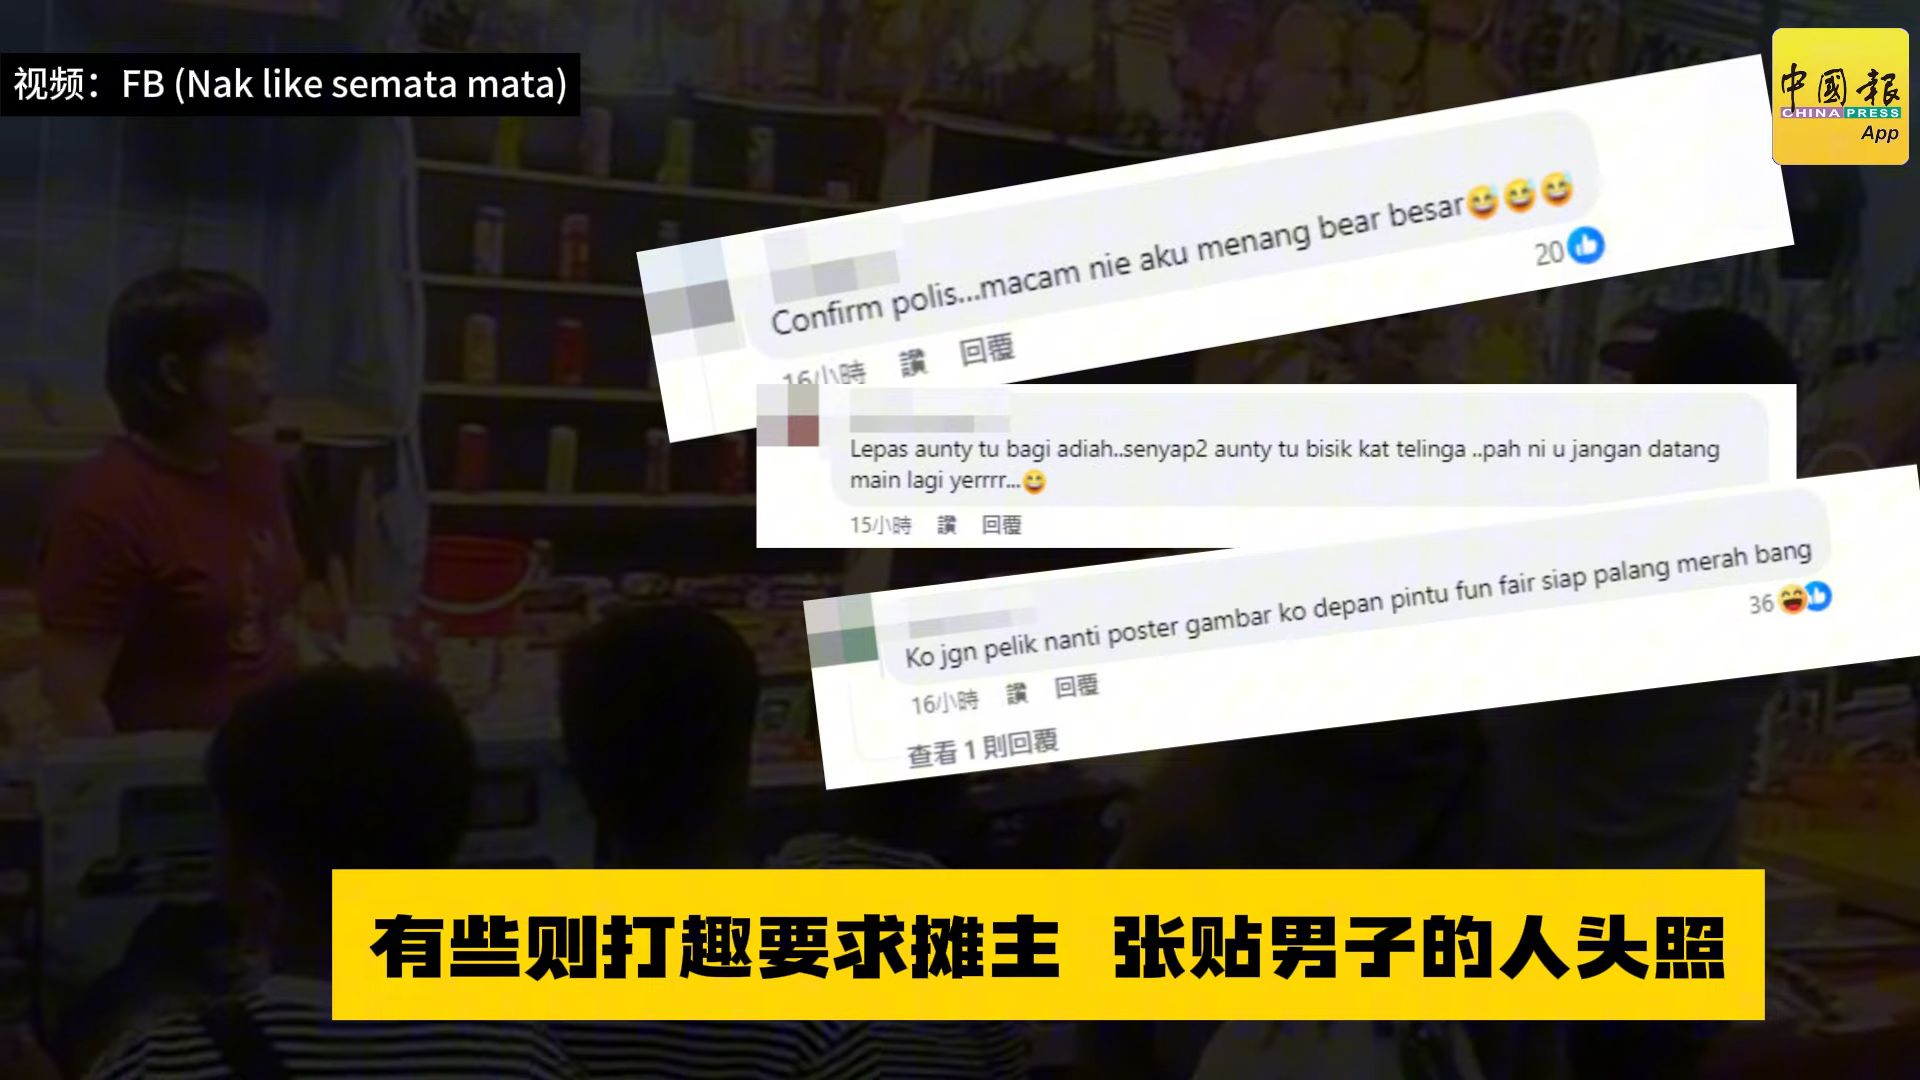 视频：FB (Nak like semata mata)
中國報
CHINA PRESS
App
Confirm polis...macam nie aku menang bear besar😅😅😅
20
16小時 讚 回覆
Lepas aunty tu bagi adiah..senyap2 aunty tu bisik kat telinga ..pah ni u jangan datang
main lagi yerrrr...😄
15小時 讚 回覆
Ko jgn pelik nanti poster gambar ko depan pintu fun fair siap palang merah bang
36
16小時 讚 回覆
查看 1 則回覆
有些则打趣要求摊主 张贴男子的人头照